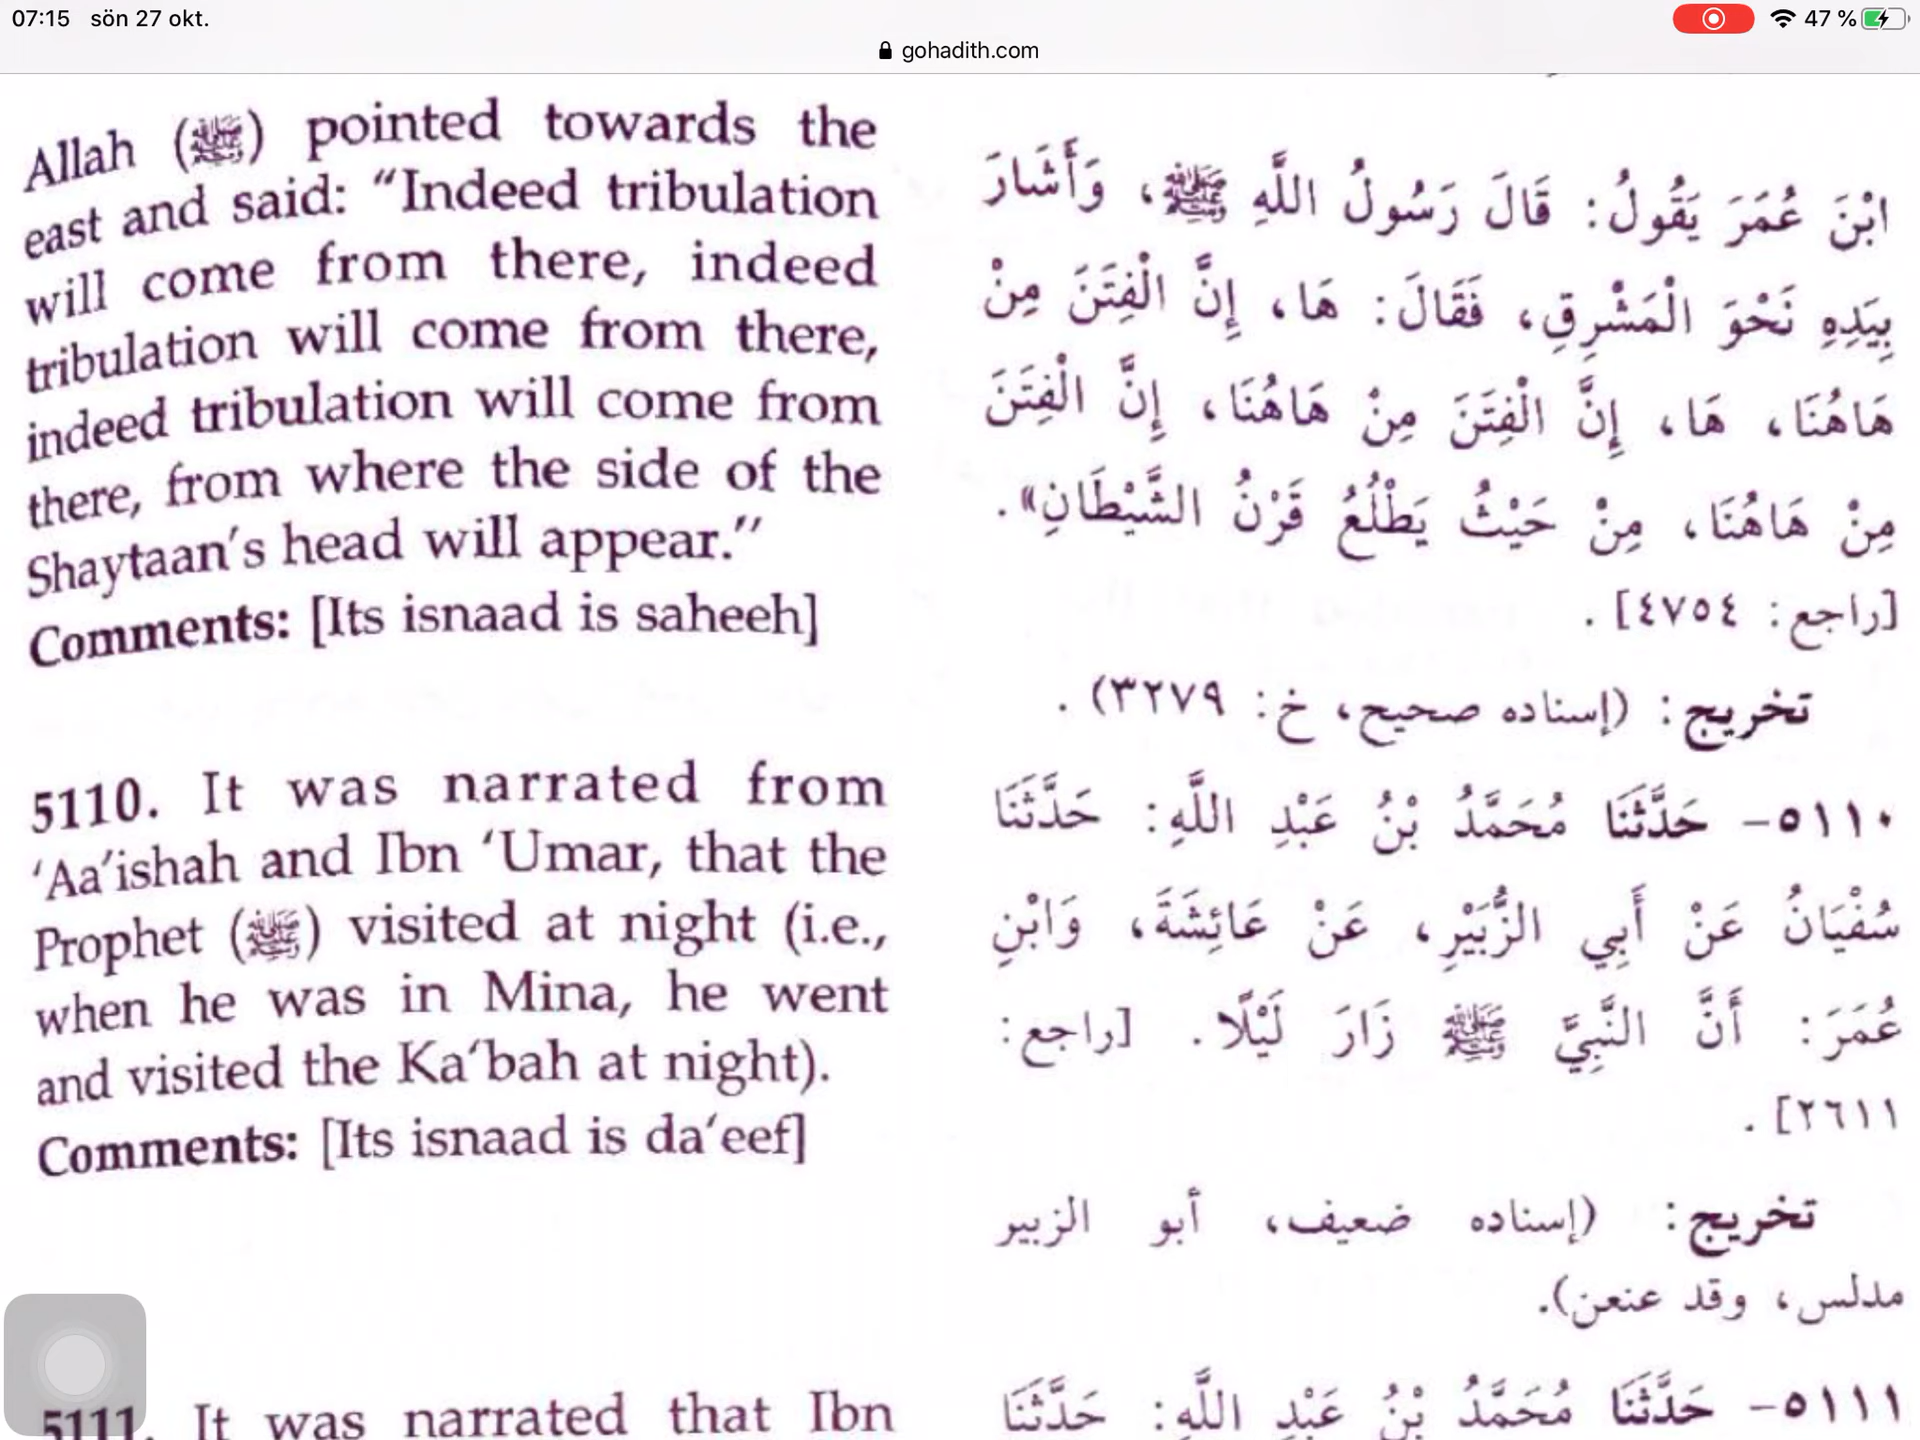 07:15 sön 27 okt.
47 %
gohadith.com
Allah (ﷺ) pointed towards the
east and said: “Indeed tribulation
will come from there, indeed
tribulation will come from there,
indeed tribulation will come from
there, from where the side of the
Shaytaan’s head will appear.”
Comments: [Its isnaad is saheeh]
5110. It was narrated from
‘Aa’ishah and Ibn ‘Umar, that the
Prophet (ﷺ) visited at night (i.e.,
when he was in Mina, he went
and visited the Ka‘bah at night).
Comments: [Its isnaad is da‘eef]
5111. It was narrated that Ibn
ابْنَ عُمَرَ يَقُولُ: قَالَ رَسُولُ اللَّهِ ﷺ، وَأَشَارَ
بِيَدِهِ نَحْوَ الْمَشْرِقِ، فَقَالَ: هَا، إِنَّ الْفِتَنَ مِنْ
هَاهُنَا، هَا، إِنَّ الْفِتَنَ مِنْ هَاهُنَا، إِنَّ الْفِتَنَ
مِنْ هَاهُنَا، مِنْ حَيْثُ يَطْلُعُ قَرْنُ الشَّيْطَانِ».
[راجع: ٤٧٥٤].
تخريج: (إسناده صحيح، خ: ٣٢٧٩).
٥١١٠- حَدَّثَنَا مُحَمَّدُ بْنُ عَبْدِ اللَّهِ: حَدَّثَنَا
سُفْيَانُ عَنْ أَبِي الزُّبَيْرِ، عَنْ عَائِشَةَ، وَابْنِ
عُمَرَ: أَنَّ النَّبِيَّ ﷺ زَارَ لَيْلًا. [راجع:
٢٦١١].
تخريج: (إسناده ضعيف، أبو الزبير
مدلس، وقد عنعن).
٥١١١- حَدَّثَنَا مُحَمَّدُ بْنُ عَبْدِ اللَّهِ: حَدَّثَنَا